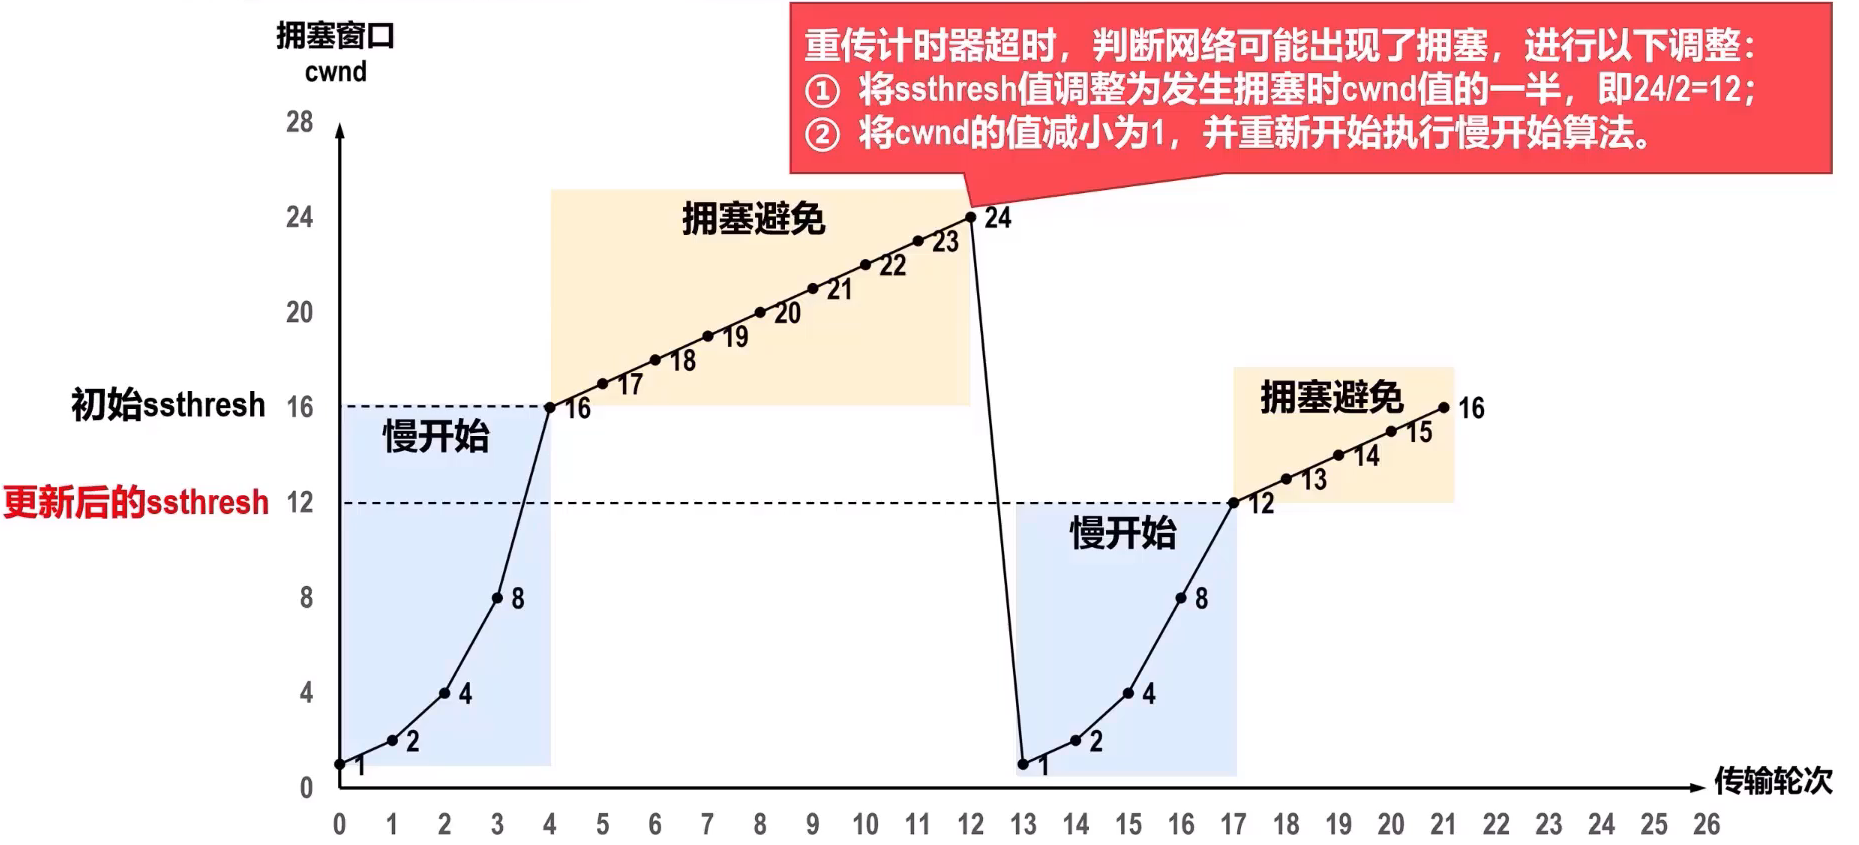 重传计时器超时，判断网络可能出现了拥塞，进行以下调整：
① 将ssthresh值调整为发生拥塞时cwnd值的一半，即24/2=12；
② 将cwnd的值减小为1，并重新开始执行慢开始算法。
拥塞窗口
cwnd
28
24
20
初始ssthresh 16
更新后的ssthresh 12
8
4
0
慢开始
拥塞避免
慢开始
拥塞避免
1
2
4
8
16
17
18
19
20
21
22
23
24
1
2
4
8
12
13
14
15
16
0 1 2 3 4 5 6 7 8 9 10 11 12 13 14 15 16 17 18 19 20 21 22 23 24 25 26
传输轮次